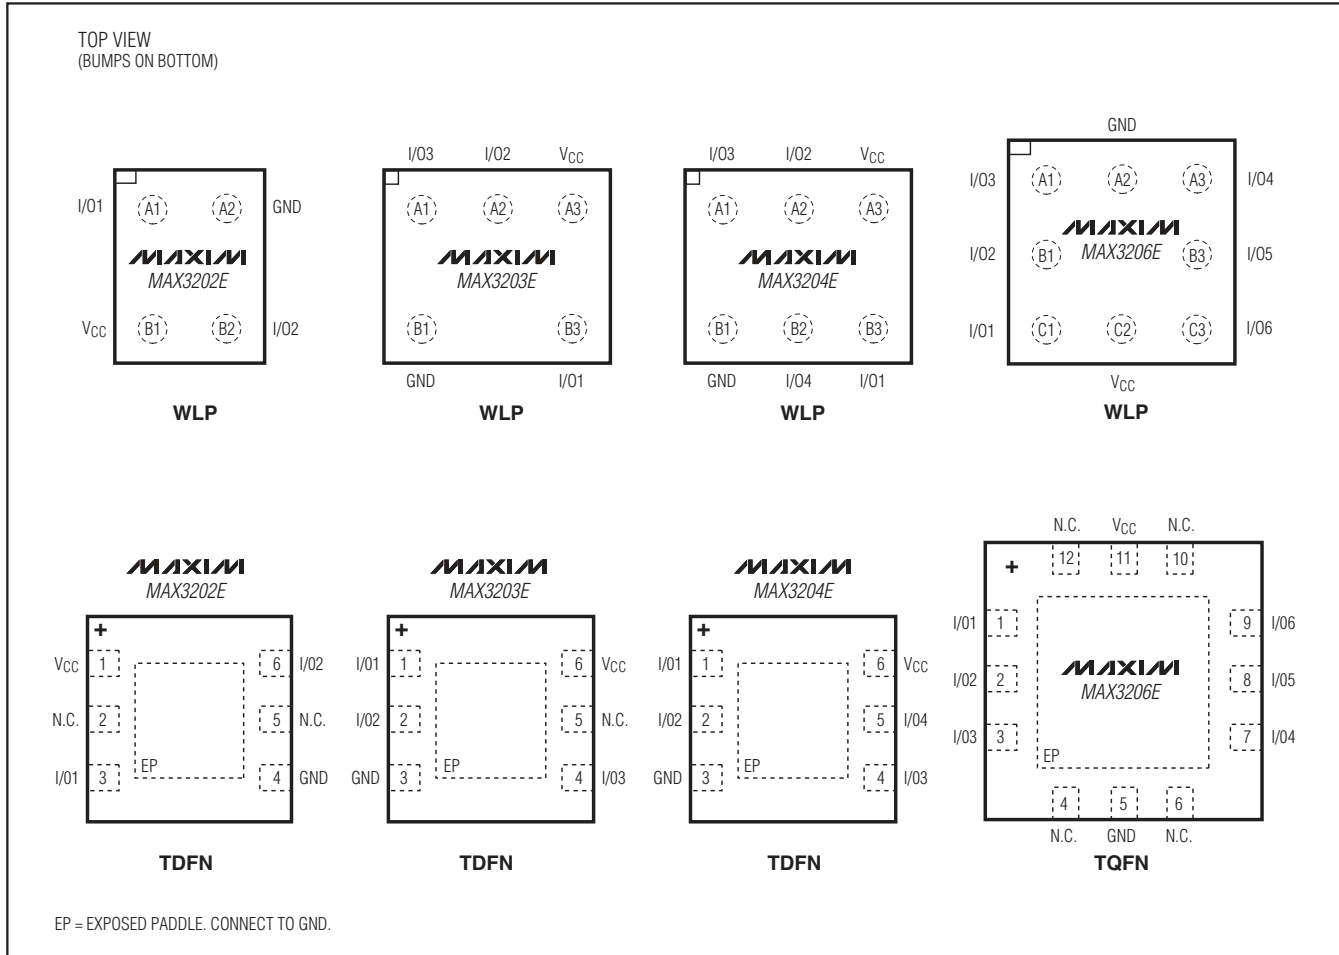 TOP VIEW
(BUMPS ON BOTTOM)
I/O1 A1 A2 GND
MAXIM
MAX3202E
VCC B1 B2 I/O2
WLP
I/O3 I/O2 VCC
A1 A2 A3
MAXIM
MAX3203E
B1 B3
GND I/O1
WLP
I/O3 I/O2 VCC
A1 A2 A3
MAXIM
MAX3204E
B1 B2 B3
GND I/O4 I/O1
WLP
GND
I/O3 A1 A2 A3 I/O4
MAXIM
MAX3206E
I/O2 B1 B3 I/O5
I/O1 C1 C2 C3 I/O6
VCC
WLP
MAXIM
MAX3202E
+
VCC 1 6 I/O2
N.C. 2 5 N.C.
EP
I/O1 3 4 GND
TDFN
MAXIM
MAX3203E
+
I/O1 1 6 VCC
I/O2 2 5 N.C.
EP
GND 3 4 I/O3
TDFN
MAXIM
MAX3204E
+
I/O1 1 6 VCC
I/O2 2 5 I/O4
EP
GND 3 4 I/O3
TDFN
N.C. VCC N.C.
+ 12 11 10
I/O1 1 9 I/O6
MAXIM
I/O2 2 8 I/O5
MAX3206E
I/O3 3 7 I/O4
EP
4 5 6
N.C. GND N.C.
TQFN
EP = EXPOSED PADDLE. CONNECT TO GND.